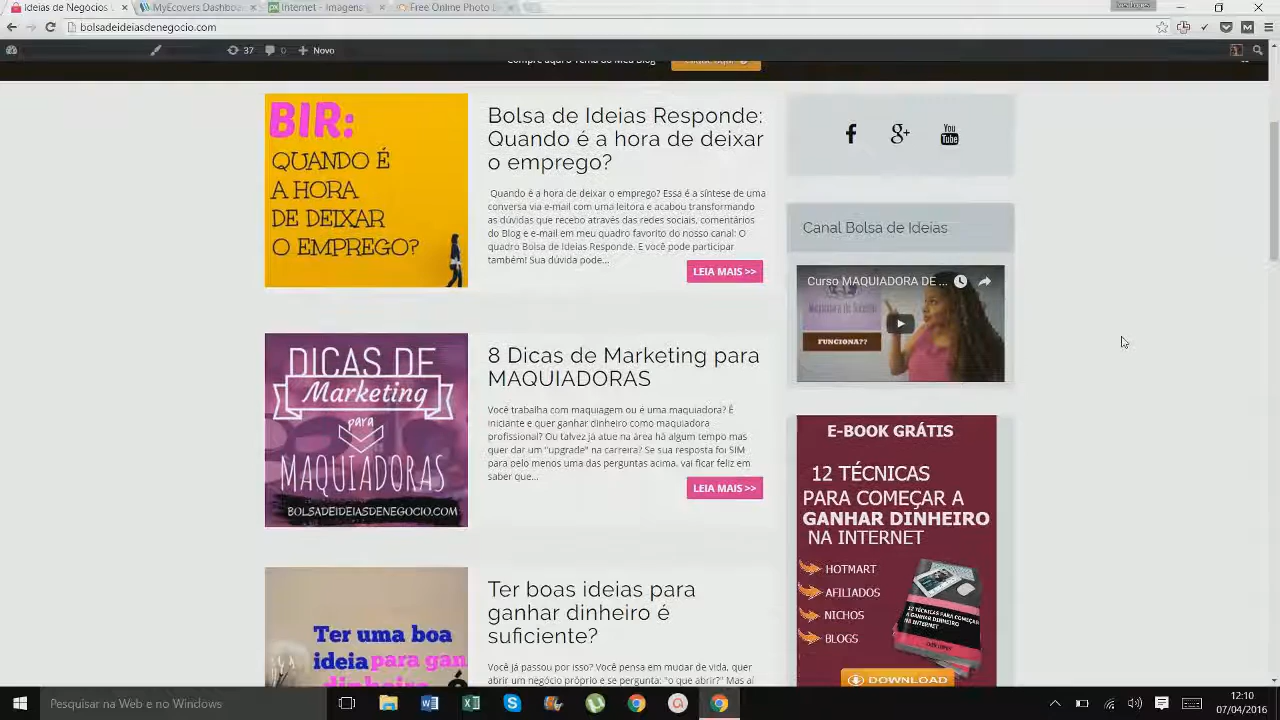 Ideias de Negócios
MyEcovers Dashbo
Internet - Imagens
Free Online Photo
bolsadeideiasdenegocio.com
37
0
Novo
Compre aqui o Tema do Meu Blog
BIR:
QUANDO É
A HORA
DE DEIXAR
O EMPREGO?
Bolsa de Ideias Responde:
Quando é a hora de deixar
o emprego?
Quando é a hora de deixar o emprego? Essa é a síntese de uma
conversa via e-mail com uma leitora e acabou transformando
as dúvidas que recebo através das redes sociais, comentários
do Blog e e-mail em meu quadro favorito do nosso canal: O
quadro Bolsa de Ideias Responde. E você pode participar
também! Sua dúvida pode...
LEIA MAIS >>
DICAS DE
Marketing
para
MAQUIADORAS
BOLSADEIDEIASDENEGOCIO.COM
8 Dicas de Marketing para
MAQUIADORAS
Você trabalha com maquiagem ou é uma maquiadora? É
iniciante e quer ganhar dinheiro como maquiadora
profissional? Ou talvez já atue na área há algum tempo mas
quer dar um "upgrade" na carreira? Se sua resposta foi SIM
para pelo menos uma das perguntas acima, vai ficar feliz em
saber que...
LEIA MAIS >>
Ter uma boa
ideia para gan
Ter boas ideias para
ganhar dinheiro é
suficiente?
Você já passou por isso? Você pensa em mudar de vida, quer
abrir um negócio próprio e se pergunta: "o que abrir?" Mas aí
f
g+
You
Tube
Canal Bolsa de Ideias
Curso MAQUIADORA DE ...
FUNCIONA??
E-BOOK GRÁTIS
12 TÉCNICAS
PARA COMEÇAR A
GANHAR DINHEIRO
NA INTERNET
HOTMART
AFILIADOS
NICHOS
BLOGS
12 TÉCNICAS PARA COMEÇAR
A GANHAR DINHEIRO
NA INTERNET
DOWNLOAD
Pesquisar na Web e no Windows
12:10
07/04/2016